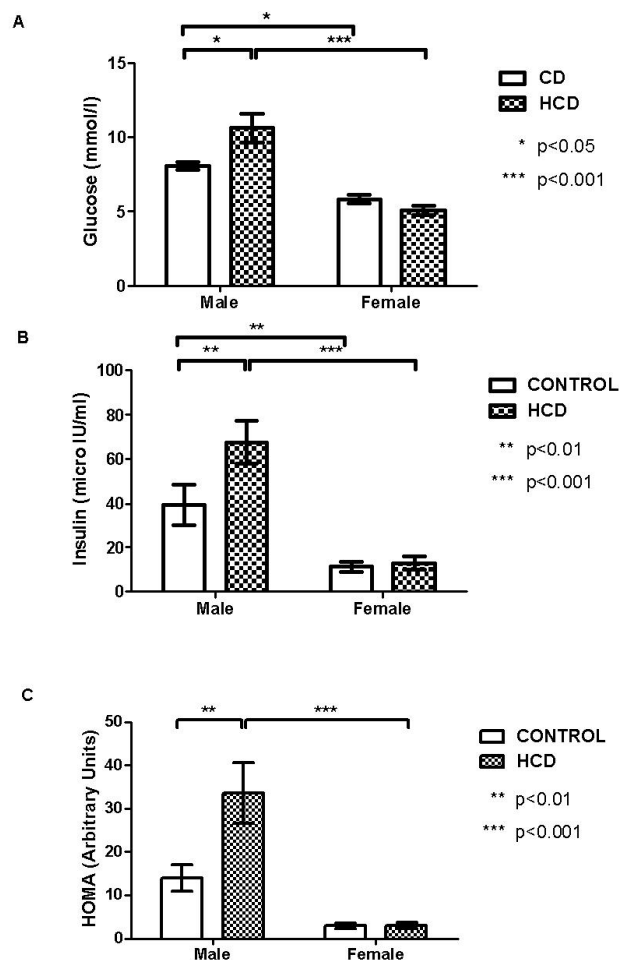 A
*
*
***
15
10
5
0
Glucose (mmol/l)
Male
Female
CD
HCD
* p<0.05
*** p<0.001
B
**
**
***
100
80
60
40
20
0
Insulin (micro IU/ml)
Male
Female
CONTROL
HCD
** p<0.01
*** p<0.001
C
**
***
50
40
30
20
10
0
HOMA (Arbitrary Units)
Male
Female
CONTROL
HCD
** p<0.01
*** p<0.001